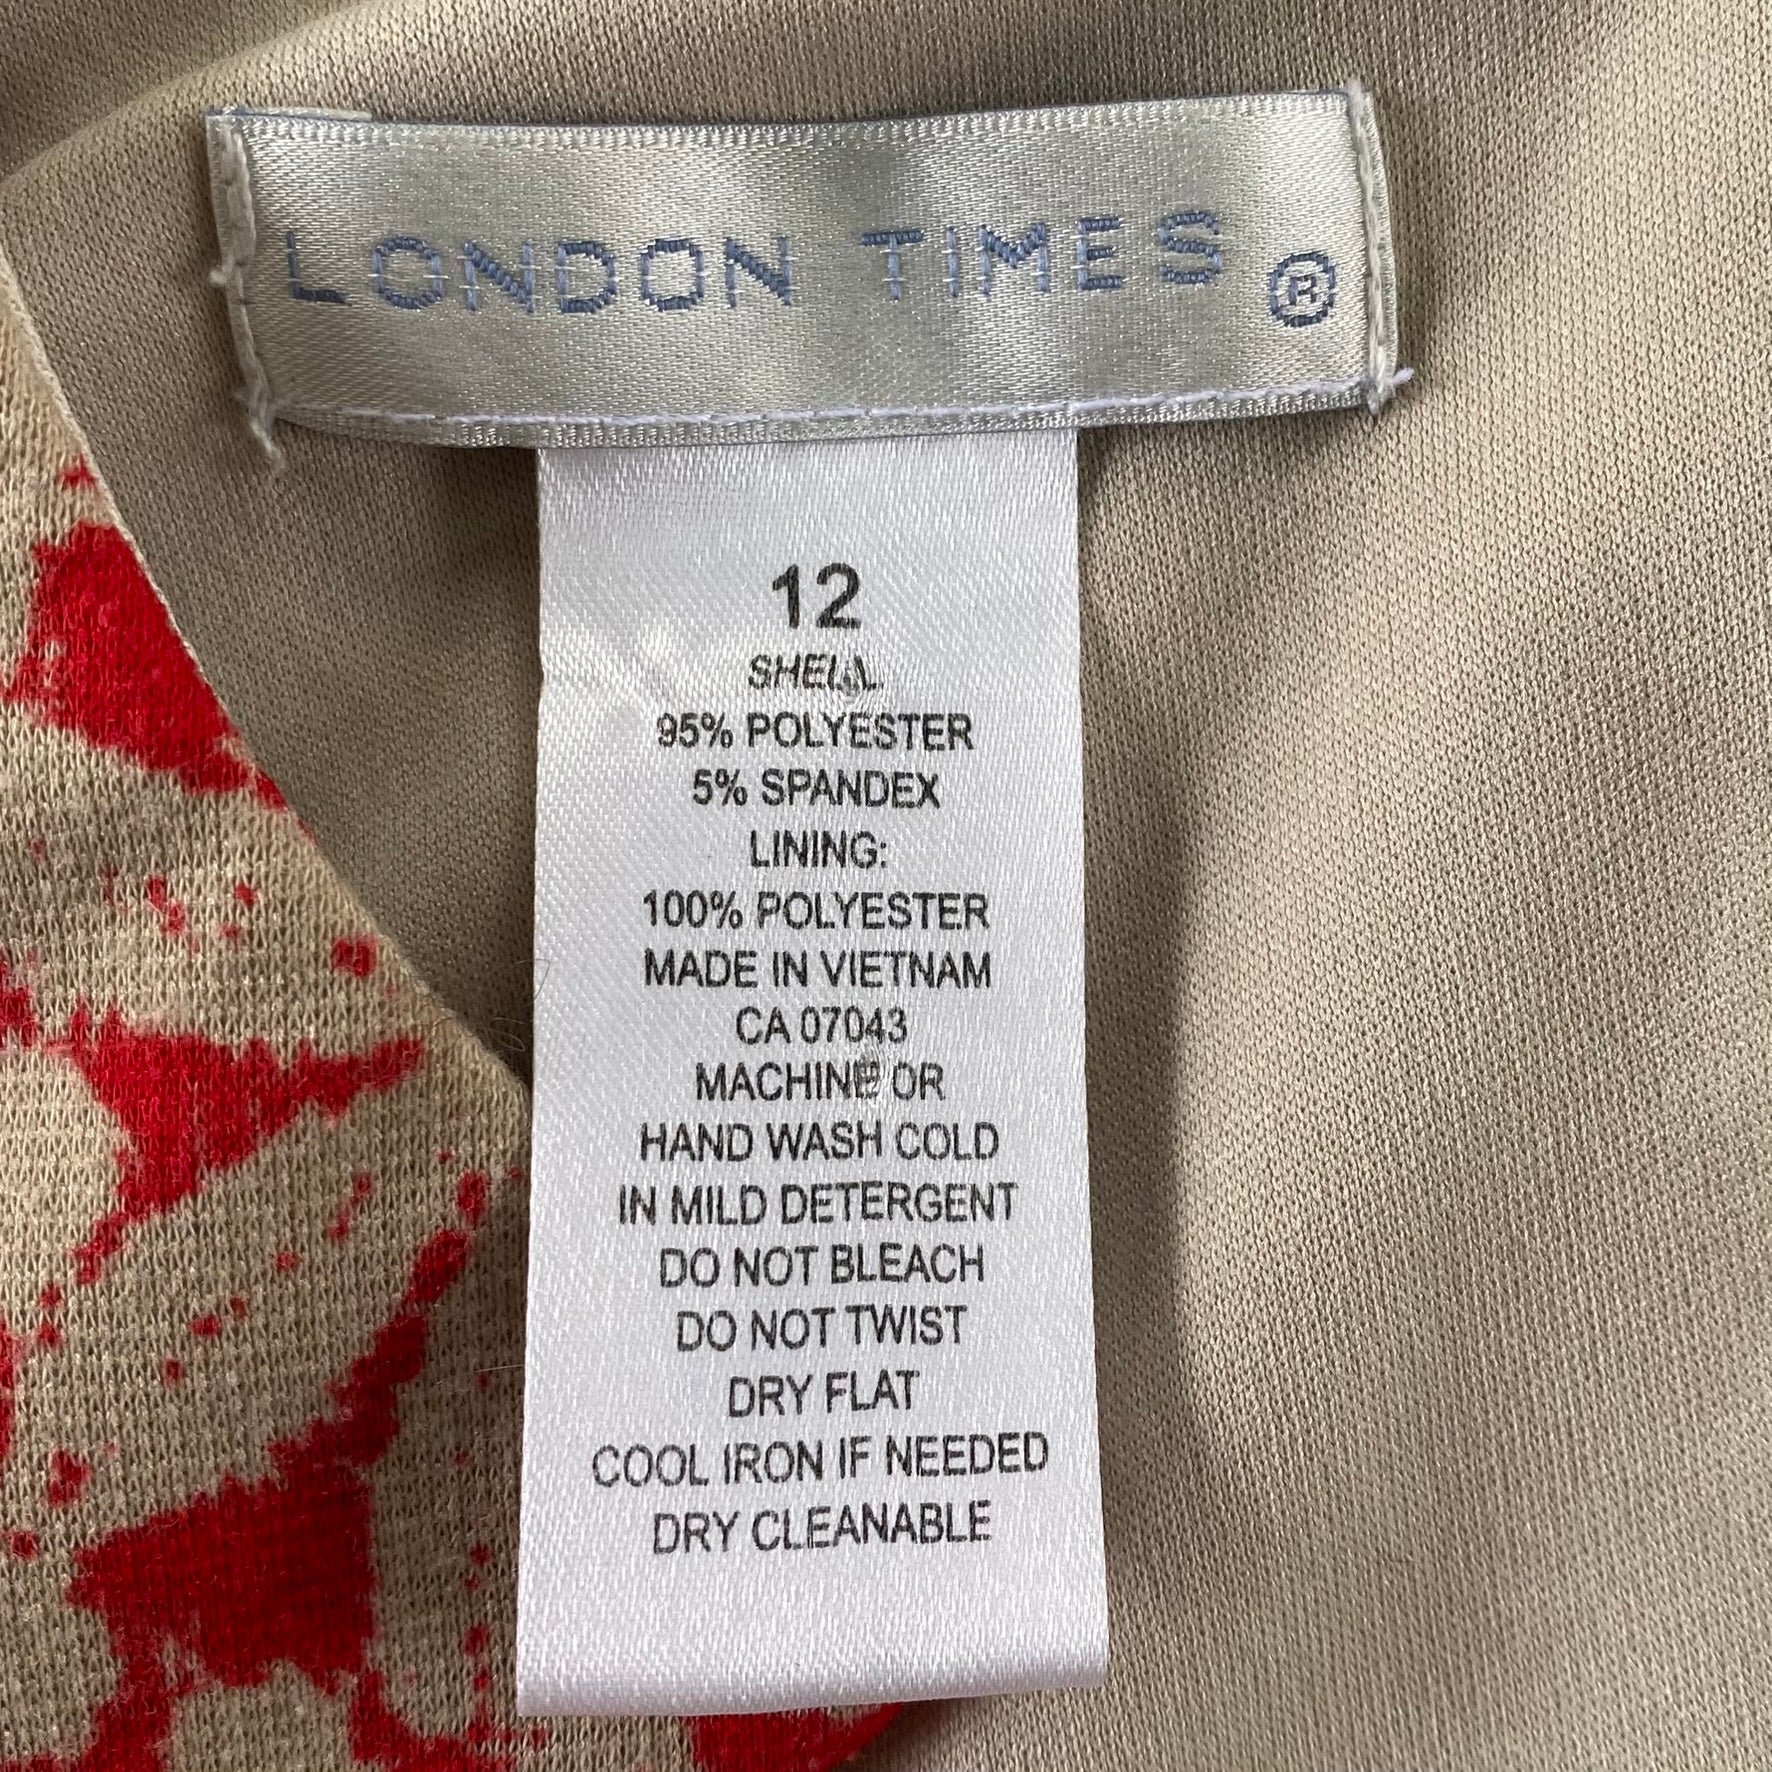 LONDON TIMES ®
12
SHELL
95% POLYESTER
5% SPANDEX
LINING:
100% POLYESTER
MADE IN VIETNAM
CA 07043
MACHINE OR
HAND WASH COLD
IN MILD DETERGENT
DO NOT BLEACH
DO NOT TWIST
DRY FLAT
COOL IRON IF NEEDED
DRY CLEANABLE